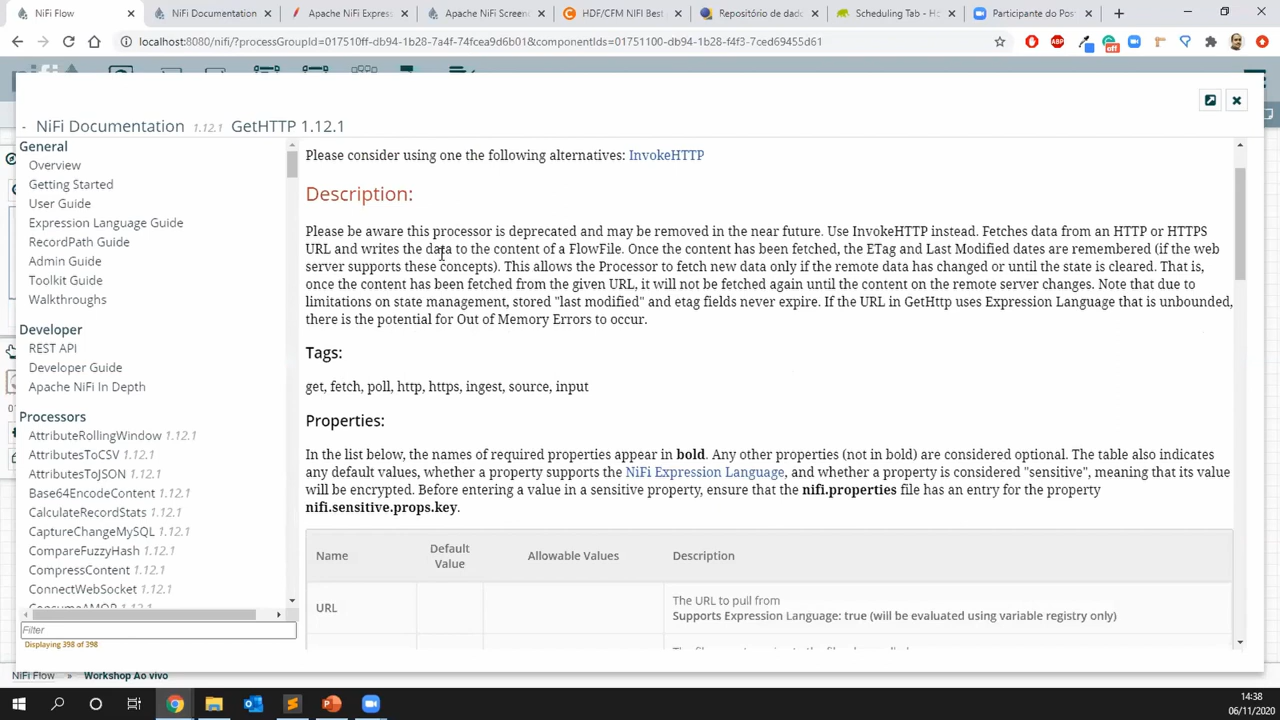 NiFi Flow
NiFi Documentation
Apache NiFi Expres
Apache NiFi Screen
HDF/CFM NIFI Best
Repositório de dado
Scheduling Tab - Ho
Participante do Post
localhost:8080/nifi/?processGroupId=017510ff-db94-1b28-7a4f-74fcea9d6b01&componentIds=01751100-db94-1b28-f4f3-7ced69455d61
- NiFi Documentation 1.12.1 GetHTTP 1.12.1
General
Overview
Getting Started
User Guide
Expression Language Guide
RecordPath Guide
Admin Guide
Toolkit Guide
Walkthroughs
Developer
REST API
Developer Guide
Apache NiFi In Depth
Processors
AttributeRollingWindow 1.12.1
AttributesToCSV 1.12.1
AttributesToJSON 1.12.1
Base64EncodeContent 1.12.1
CalculateRecordStats 1.12.1
CaptureChangeMySQL 1.12.1
CompareFuzzyHash 1.12.1
CompressContent 1.12.1
ConnectWebSocket 1.12.1
ConsumeAMQP 1.12.1
Filter
Displaying 398 of 398
Please consider using one the following alternatives: InvokeHTTP
Description:
Please be aware this processor is deprecated and may be removed in the near future. Use InvokeHTTP instead. Fetches data from an HTTP or HTTPS
URL and writes the data to the content of a FlowFile. Once the content has been fetched, the ETag and Last Modified dates are remembered (if the web
server supports these concepts). This allows the Processor to fetch new data only if the remote data has changed or until the state is cleared. That is,
once the content has been fetched from the given URL, it will not be fetched again until the content on the remote server changes. Note that due to
limitations on state management, stored "last modified" and etag fields never expire. If the URL in GetHttp uses Expression Language that is unbounded,
there is the potential for Out of Memory Errors to occur.
Tags:
get, fetch, poll, http, https, ingest, source, input
Properties:
In the list below, the names of required properties appear in bold. Any other properties (not in bold) are considered optional. The table also indicates
any default values, whether a property supports the NiFi Expression Language, and whether a property is considered "sensitive", meaning that its value
will be encrypted. Before entering a value in a sensitive property, ensure that the nifi.properties file has an entry for the property
nifi.sensitive.props.key.
Name
Default
Value
Allowable Values
Description
URL
The URL to pull from
Supports Expression Language: true (will be evaluated using variable registry only)
NiFi Flow » Workshop Ao vivo
14:38
06/11/2020